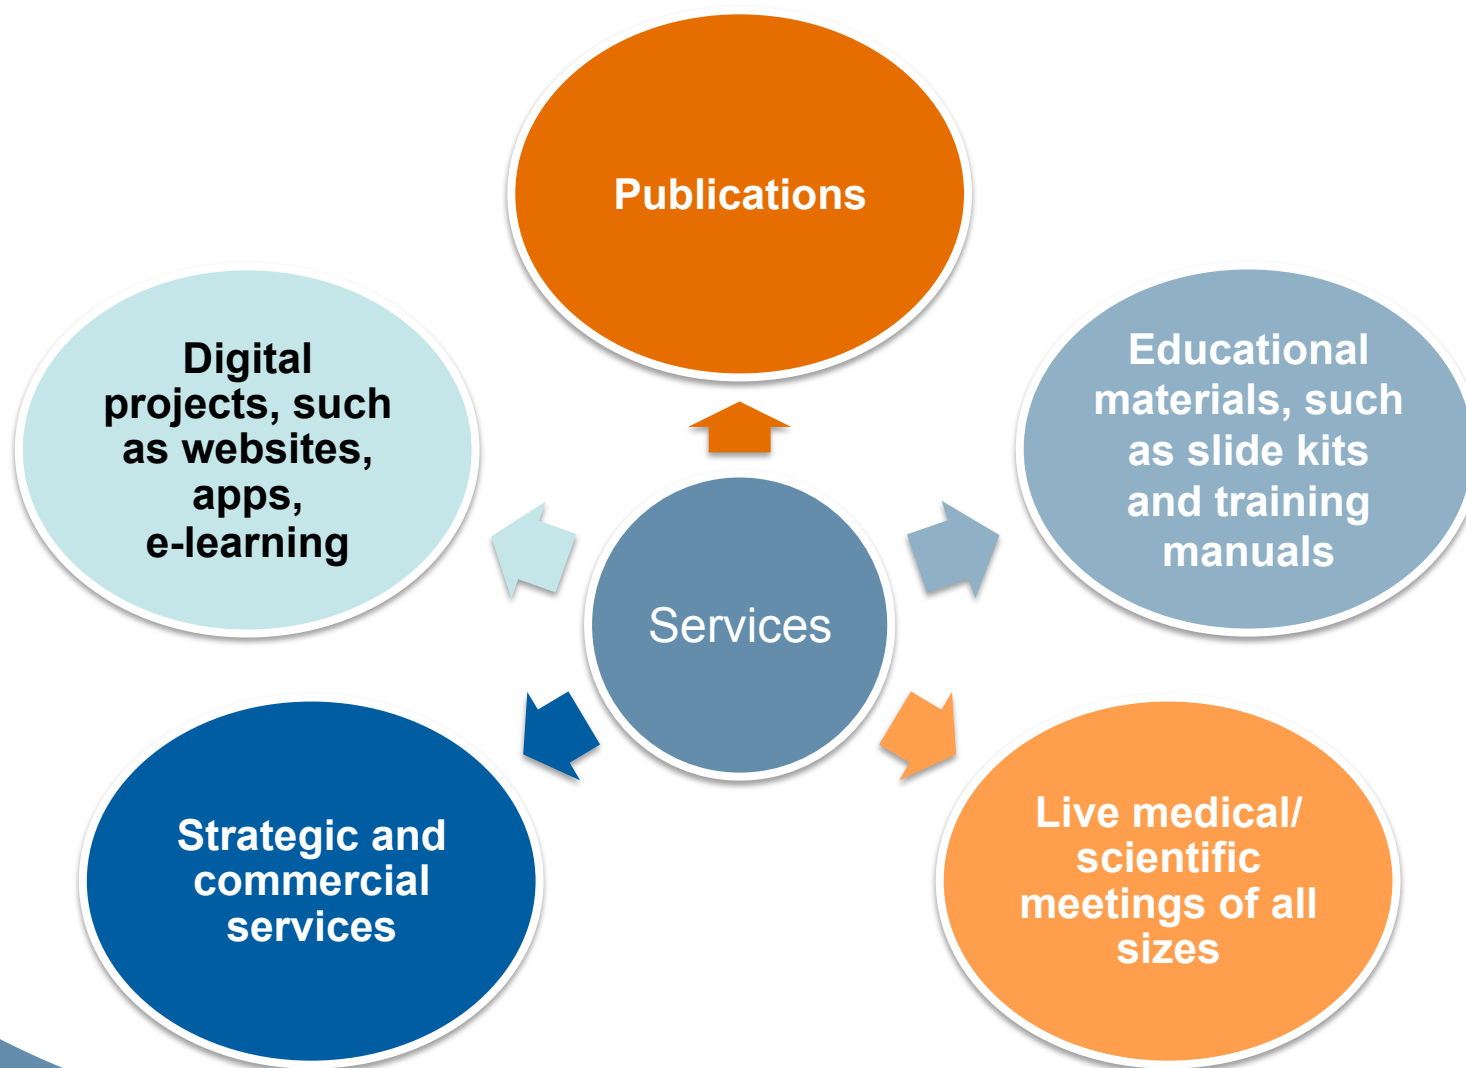 Publications
Digital
projects, such
as websites,
apps,
e-learning
Educational
materials, such
as slide kits
and training
manuals
Services
Strategic and
commercial
services
Live medical/
scientific
meetings of all
sizes